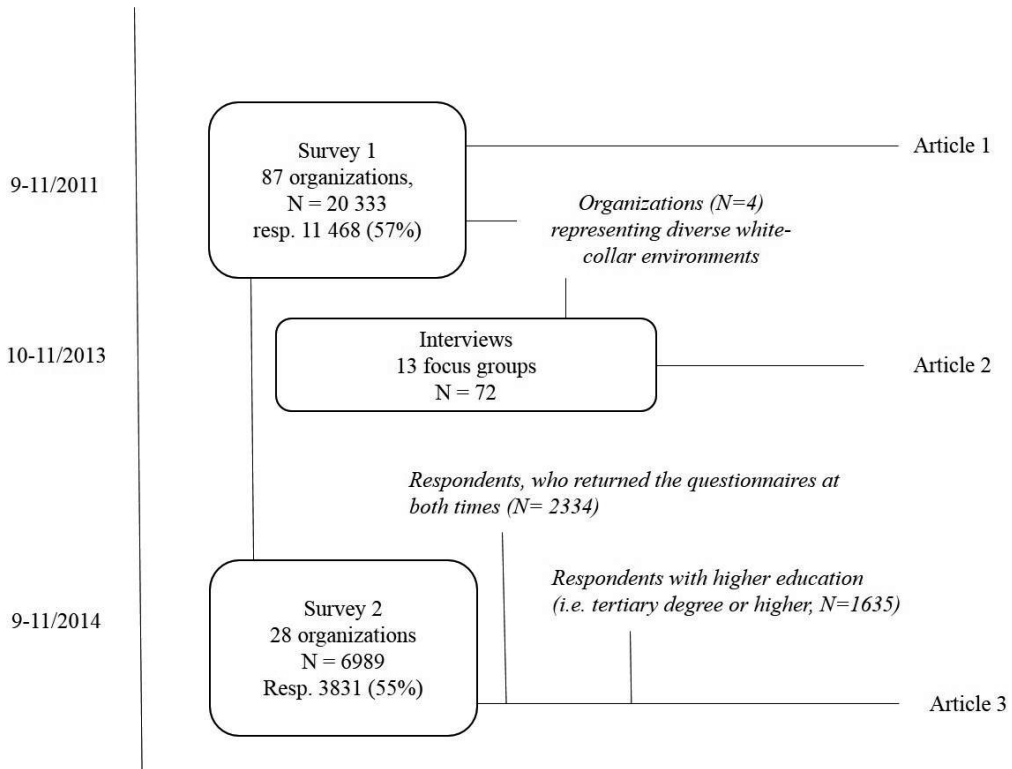 Survey 1
87 organizations,
N = 20 333
resp. 11 468 (57%)
Article 1
9-11/2011
Organizations (N=4)
representing diverse white-
collar environments
10-11/2013
Interviews
13 focus groups
N = 72
Article 2
Respondents, who returned the questionnaires at
both times (N= 2334)
Respondents with higher education
(i.e. tertiary degree or higher, N=1635)
9-11/2014
Survey 2
28 organizations
N = 6989
Resp. 3831 (55%)
Article 3